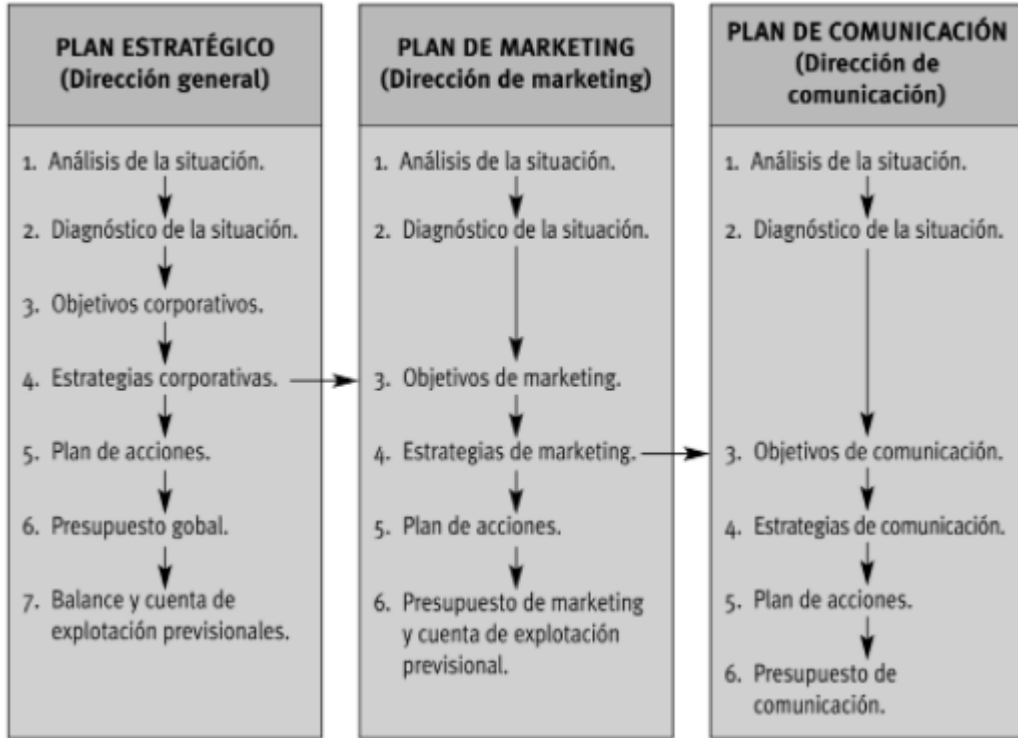 PLAN ESTRATÉGICO
(Dirección general)
1. Análisis de la situación.
2. Diagnóstico de la situación.
3. Objetivos corporativos.
4. Estrategias corporativas.
5. Plan de acciones.
6. Presupuesto gobal.
7. Balance y cuenta de
explotación previsionales.
PLAN DE MARKETING
(Dirección de marketing)
1. Análisis de la situación.
2. Diagnóstico de la situación.
3. Objetivos de marketing.
4. Estrategias de marketing.
5. Plan de acciones.
6. Presupuesto de marketing
y cuenta de explotación
previsional.
PLAN DE COMUNICACIÓN
(Dirección de
comunicación)
1. Análisis de la situación.
2. Diagnóstico de la situación.
3. Objetivos de comunicación.
4. Estrategias de comunicación.
5. Plan de acciones.
6. Presupuesto de
comunicación.